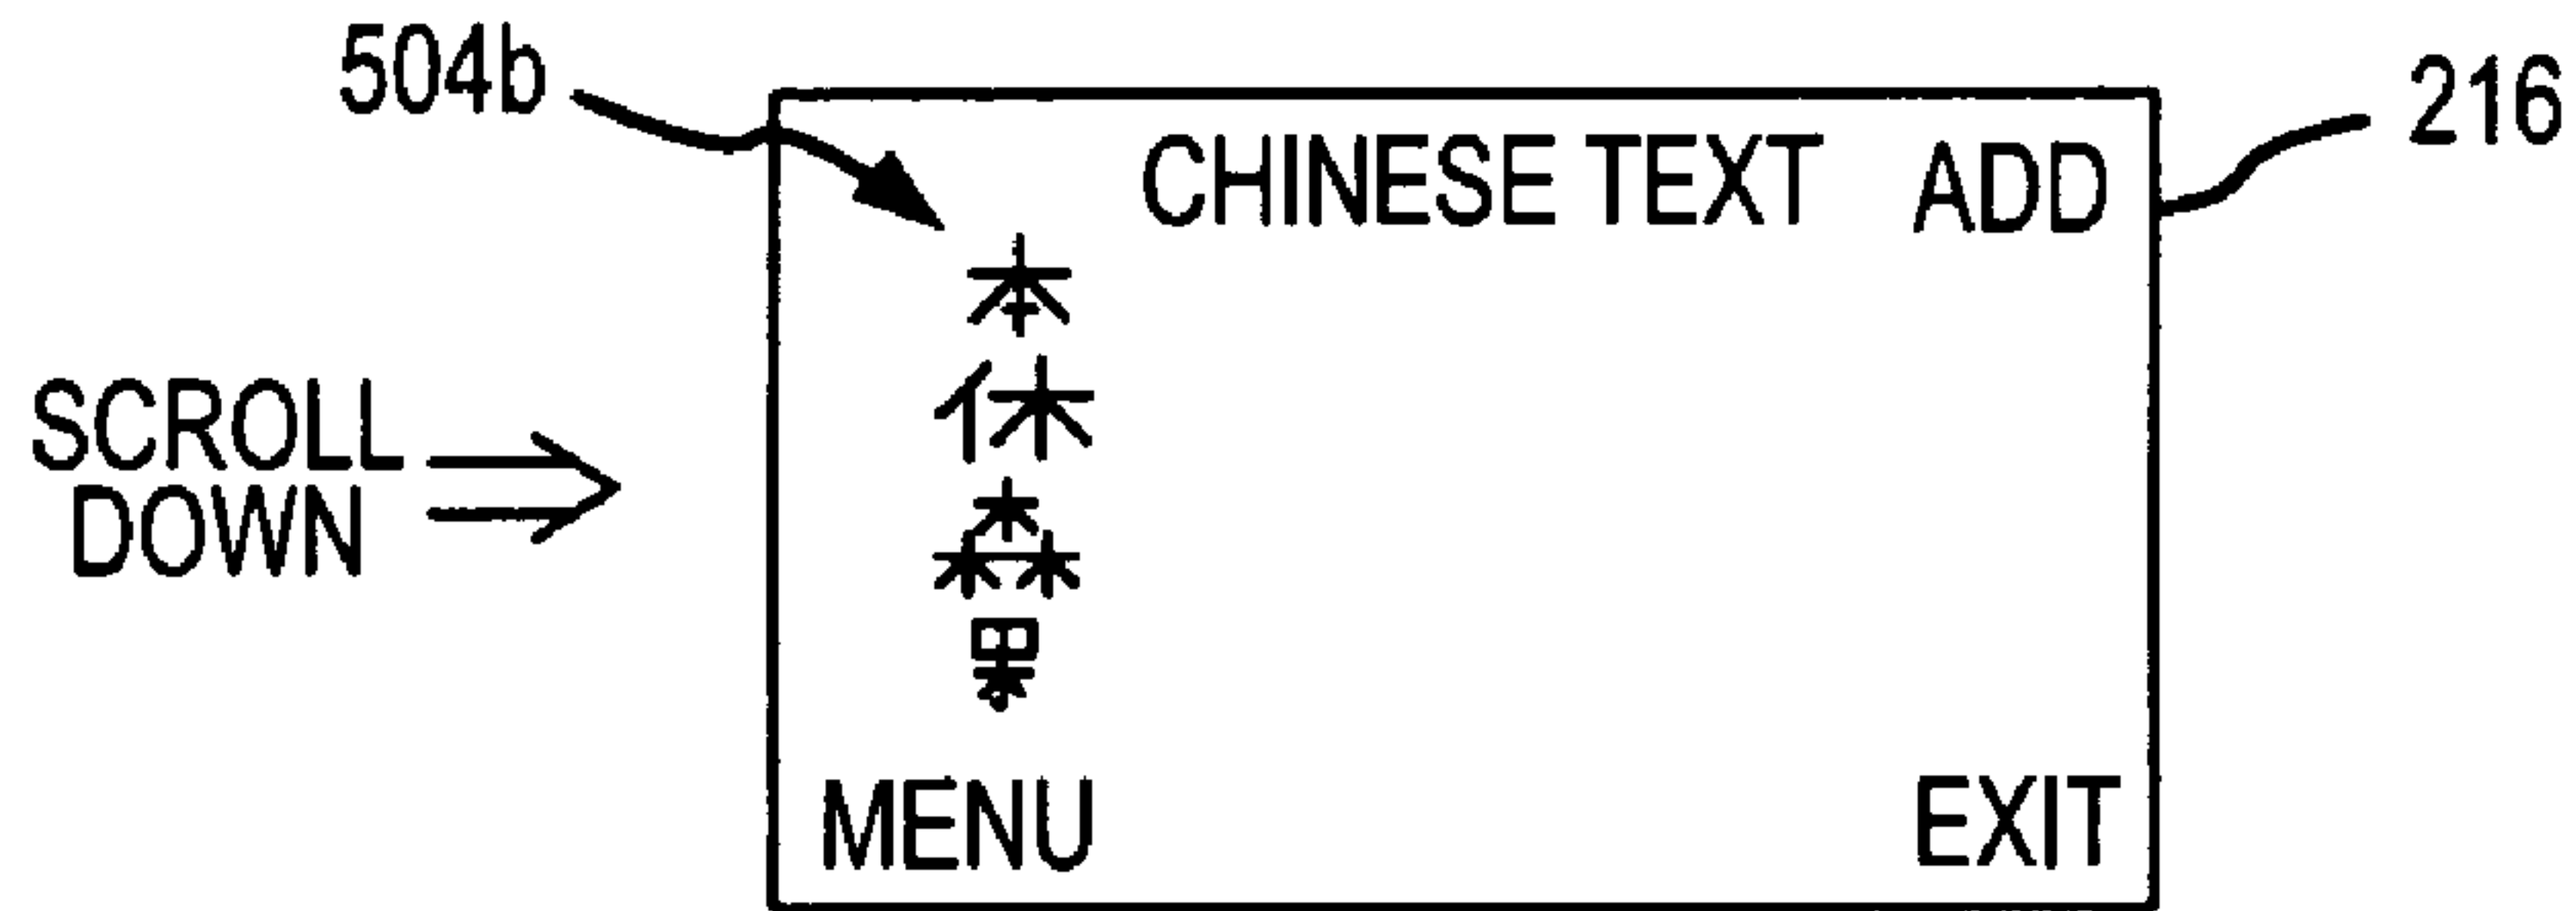 504b
216
CHINESE TEXT ADD
本
休
SCROLL
DOWN
森
果
MENU EXIT